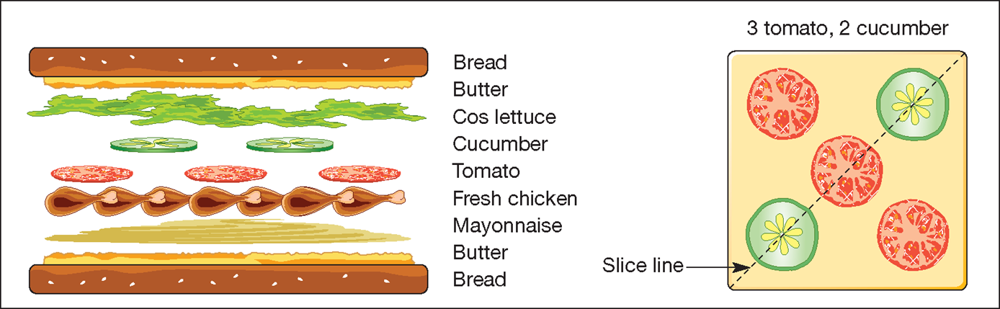 Bread
Butter
Cos lettuce
Cucumber
Tomato
Fresh chicken
Mayonnaise
Butter
Bread
3 tomato, 2 cucumber
Slice line